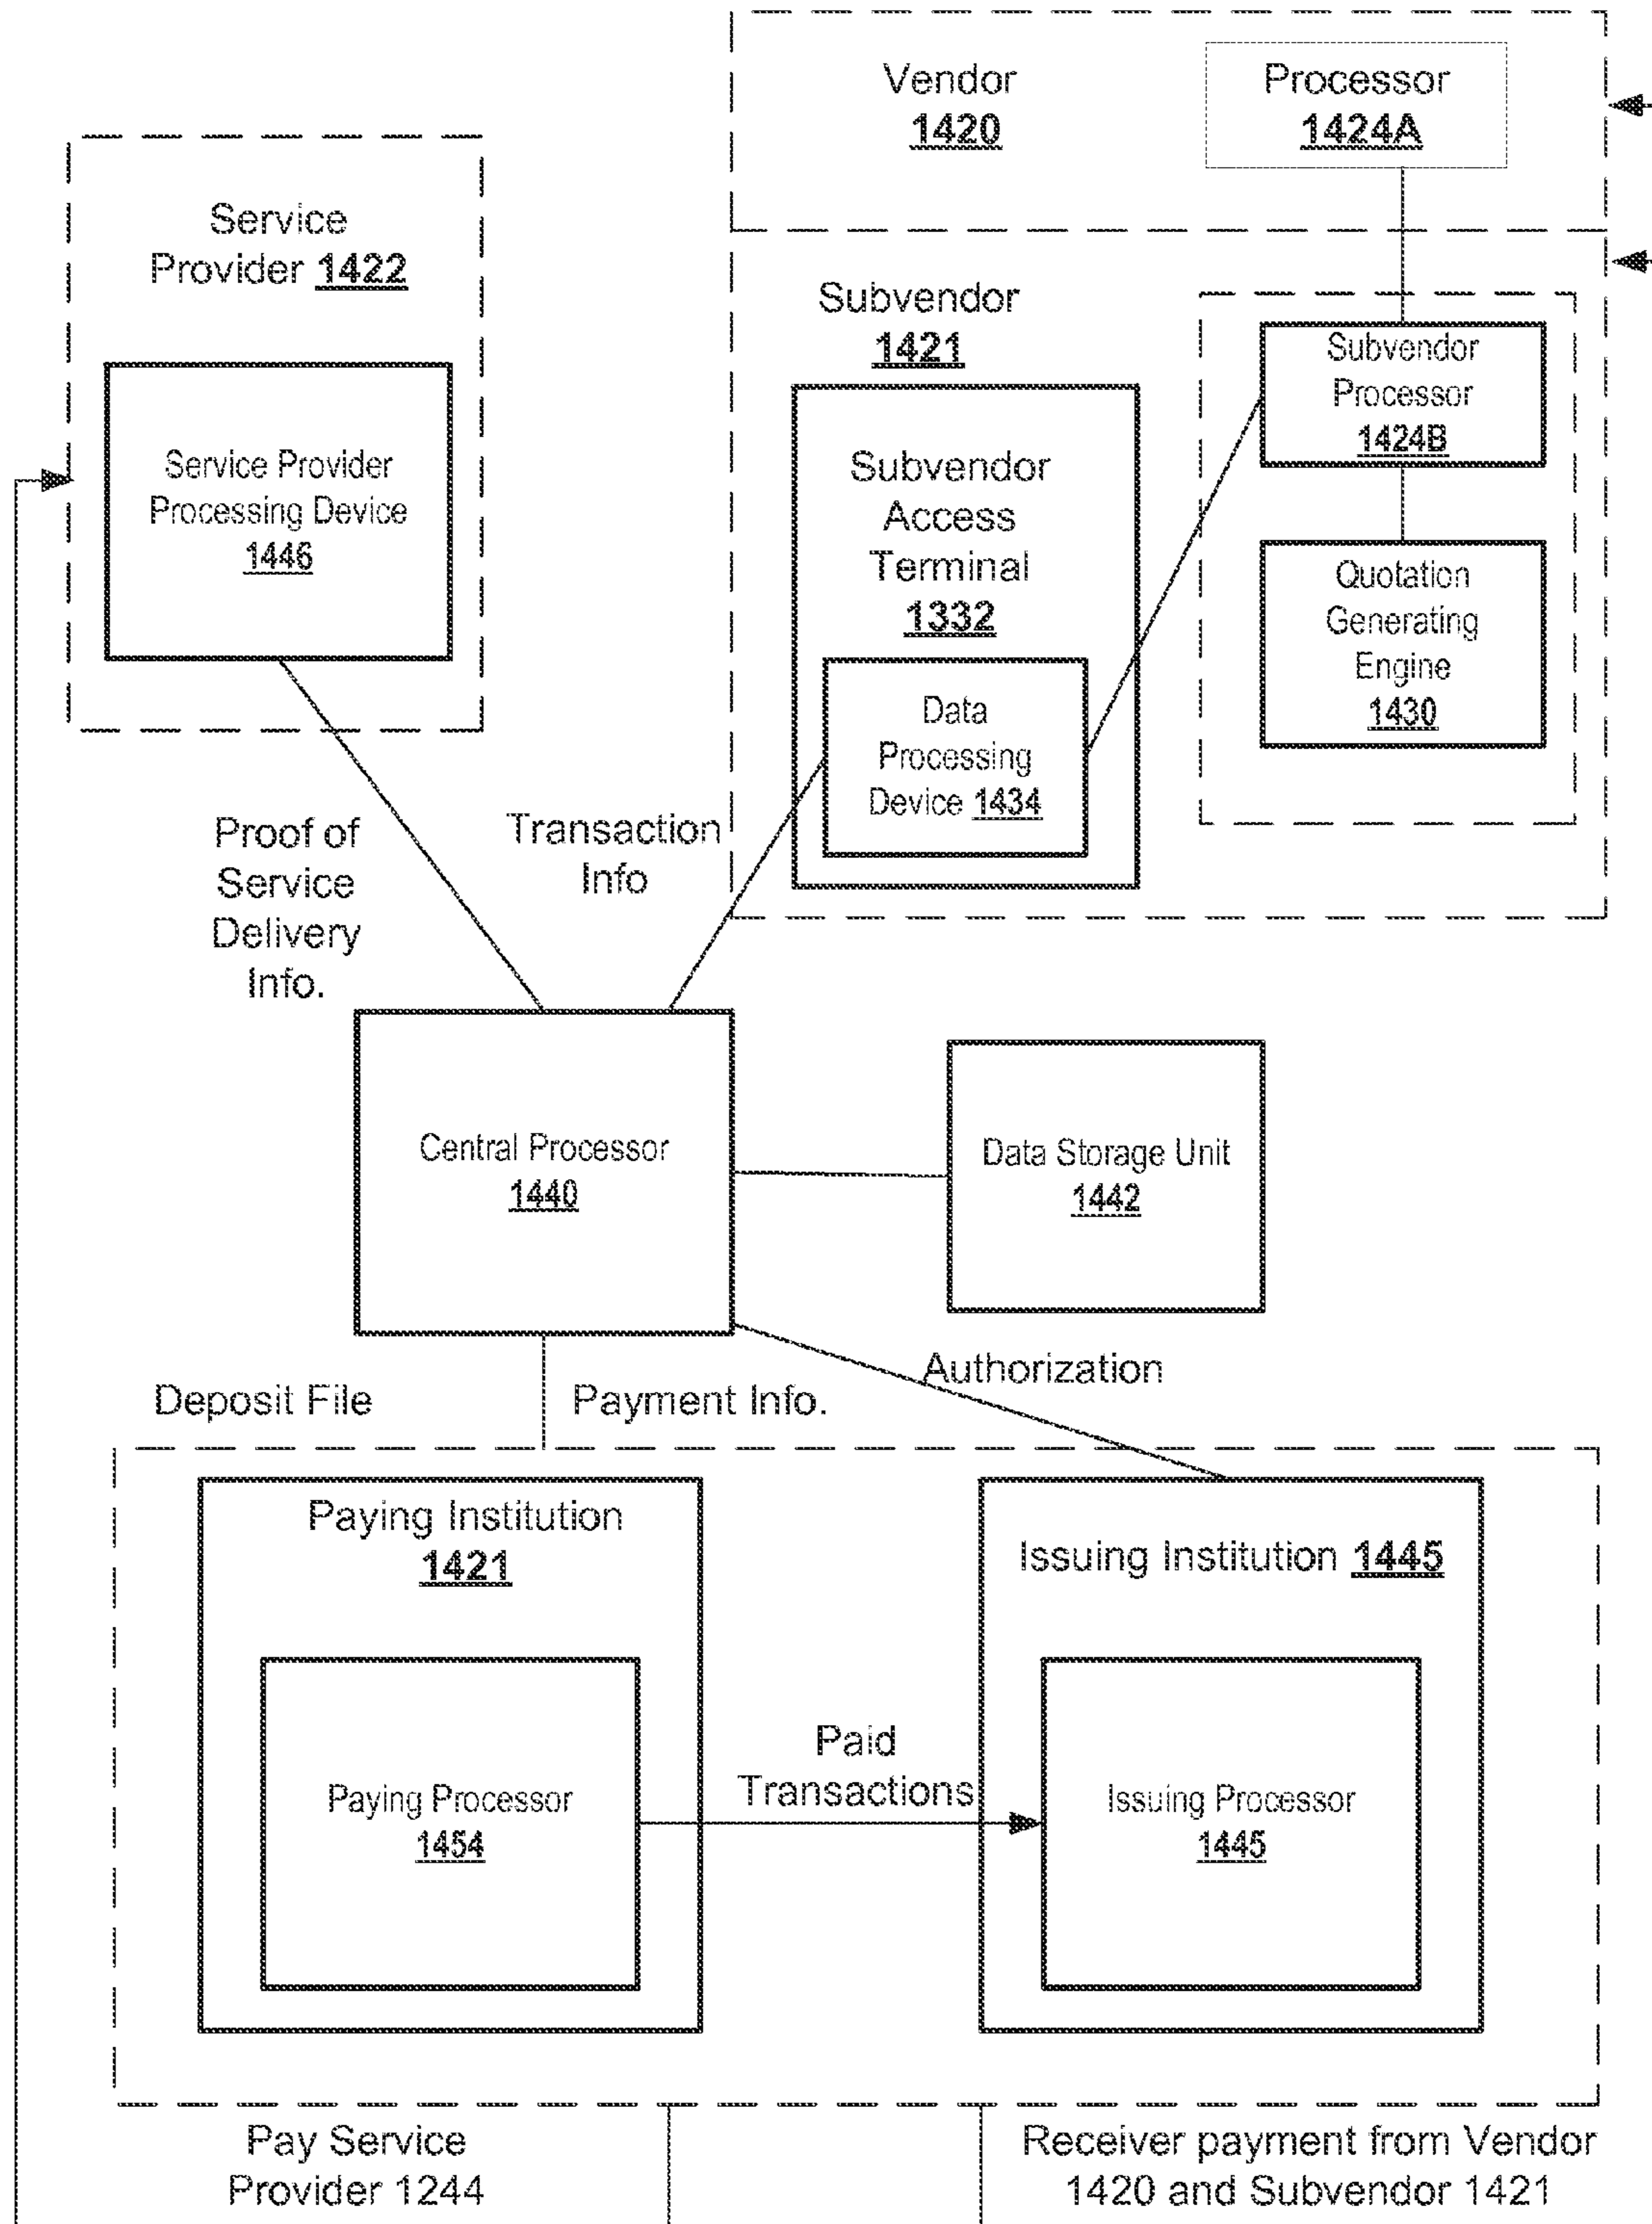 Vendor
1420
Processor
1424A
Service
Provider 1422
Subvendor
1421
Subvendor
Processor
1424B
Service Provider
Processing Device
1446
Subvendor
Access
Terminal
1332
Quotation
Generating
Engine
1430
Data
Processing
Device 1434
Proof of
Service
Delivery
Info.
Transaction
Info
Central Processor
1440
Data Storage Unit
1442
Authorization
Deposit File
Payment Info.
Paying Institution
1421
Issuing Institution 1445
Paid
Transactions
Paying Processor
1454
Issuing Processor
1445
Pay Service
Provider 1244
Receiver payment from Vendor
1420 and Subvendor 1421